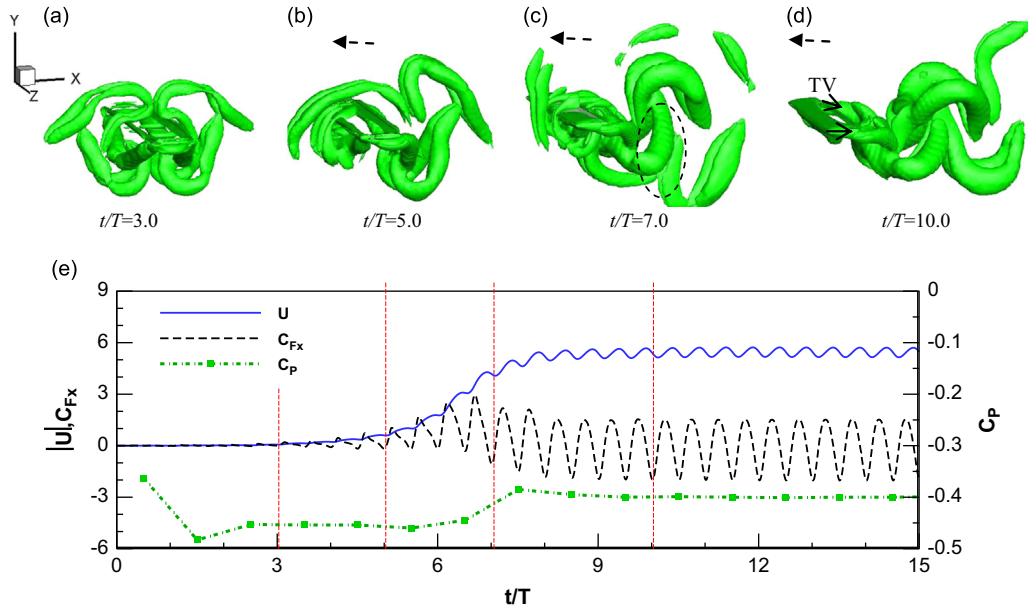 (a)
(b)
(c)
(d)
Y
X
Z
TV
t/T=3.0
t/T=5.0
t/T=7.0
t/T=10.0
(e)
9
6
3
0
-3
-6
|U|,C_Fx
U
C_Fx
C_P
0
-0.1
-0.2
-0.3
-0.4
-0.5
C_P
0
3
6
9
12
15
t/T